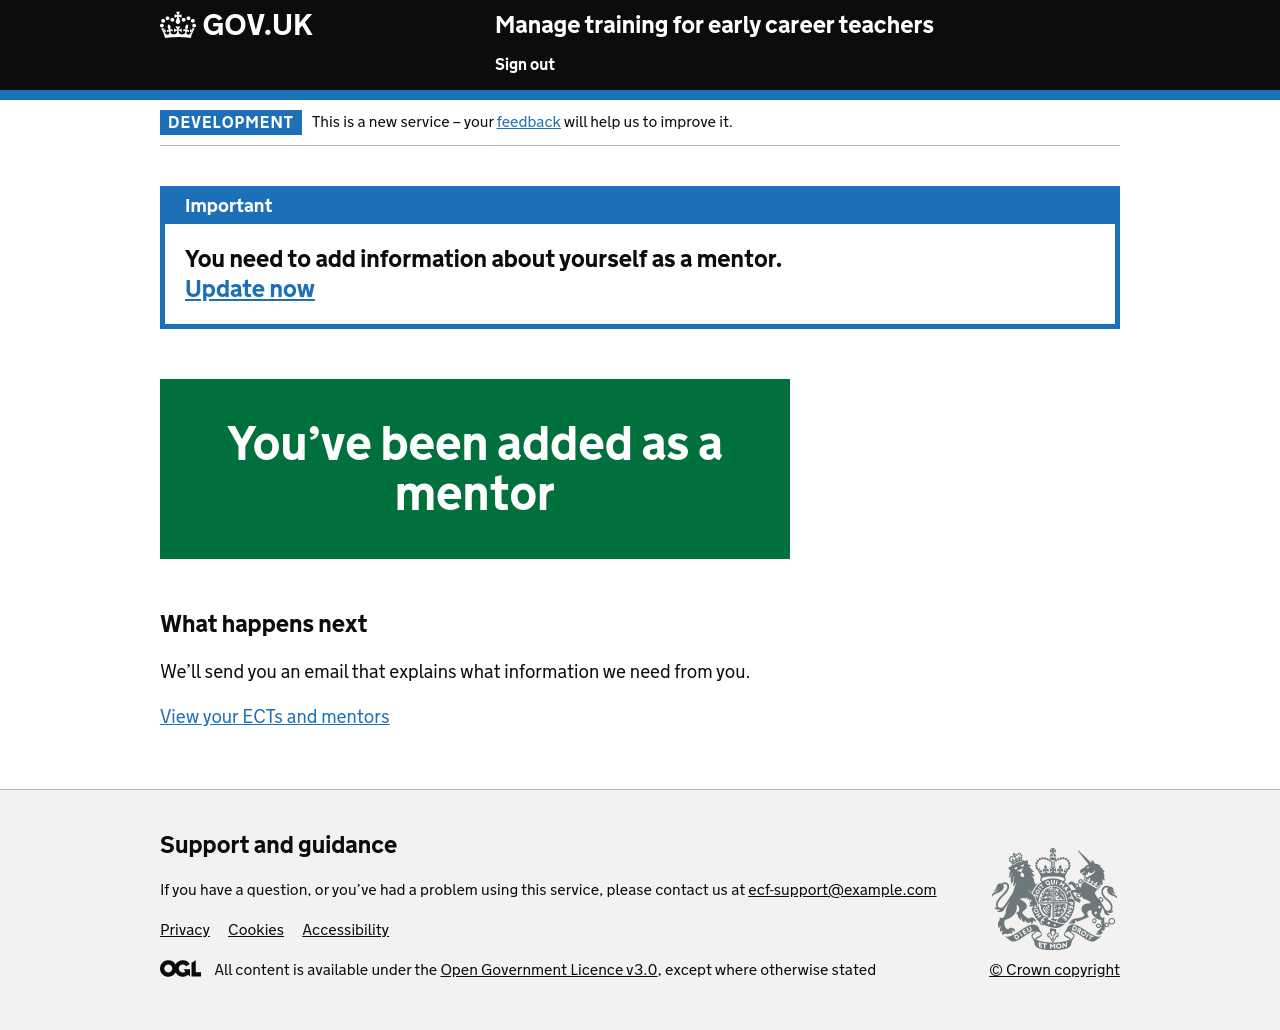 GOV.UK
Manage training for early career teachers
Sign out
DEVELOPMENT
This is a new service – your feedback will help us to improve it.
Important
You need to add information about yourself as a mentor.
Update now
You’ve been added as a
mentor
What happens next
We’ll send you an email that explains what information we need from you.
View your ECTs and mentors
Support and guidance
If you have a question, or you’ve had a problem using this service, please contact us at ecf-support@example.com
Privacy Cookies Accessibility
OGL
All content is available under the Open Government Licence v3.0, except where otherwise stated
DIEU ET MON DROIT
© Crown copyright